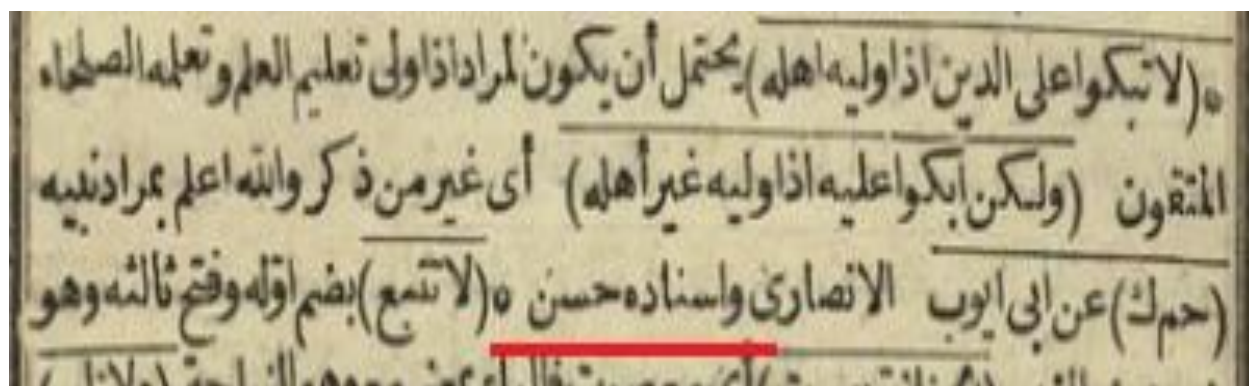 *(لا تبكوا على الدين اذا وليه اهله) يحتمل أن يكون المراد اذا ولى تعليم العلم وتعلمه الصلحاء
المتقون (ولكن ابكوا عليه اذا وليه غير أهله) أى غير من ذكر والله اعلم بمراد نبيه
(حم ك) عن ابى ايوب الانصارى واسناده حسن *(لا تتبع) بضم اوله وفتح ثالثه وهو